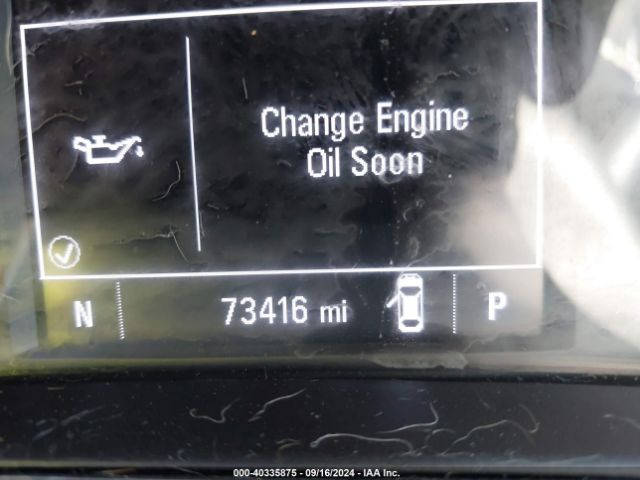 Change Engine
Oil Soon
N 73416 mi P
000-40335875 - 09/16/2024 - IAA Inc.